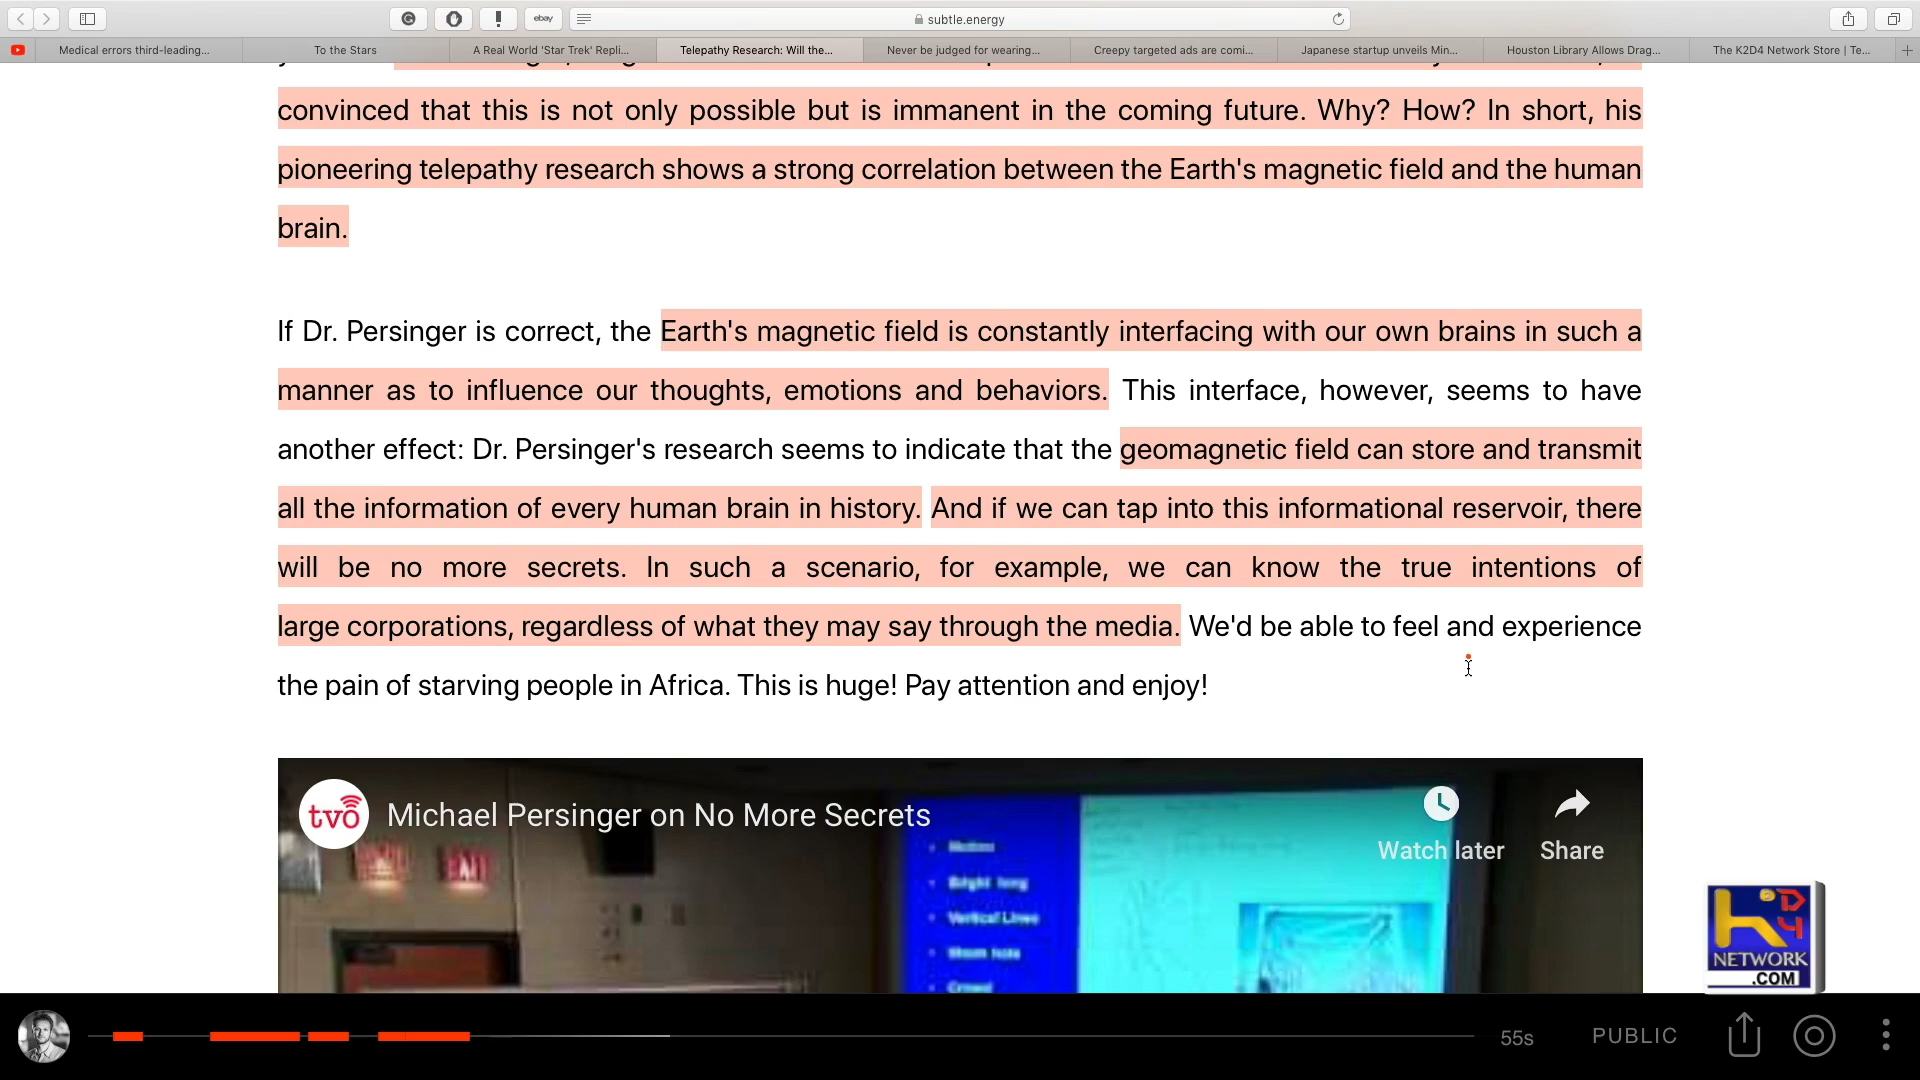 ebay
subtle.energy
Medical errors third-leading...
To the Stars
A Real World 'Star Trek' Repli...
Telepathy Research: Will the...
Never be judged for wearing...
Creepy targeted ads are comi...
Japanese startup unveils Min...
Houston Library Allows Drag...
The K2D4 Network Store | Te...
convinced that this is not only possible but is immanent in the coming future. Why? How? In short, his
pioneering telepathy research shows a strong correlation between the Earth's magnetic field and the human
brain.
If Dr. Persinger is correct, the Earth's magnetic field is constantly interfacing with our own brains in such a
manner as to influence our thoughts, emotions and behaviors. This interface, however, seems to have
another effect: Dr. Persinger's research seems to indicate that the geomagnetic field can store and transmit
all the information of every human brain in history. And if we can tap into this informational reservoir, there
will be no more secrets. In such a scenario, for example, we can know the true intentions of
large corporations, regardless of what they may say through the media. We'd be able to feel and experience
the pain of starving people in Africa. This is huge! Pay attention and enjoy!
tvo
Michael Persinger on No More Secrets
Watch later
Share
EXIT
Bright
Vertical Lines
K2D4
NETWORK
.COM
55s
PUBLIC